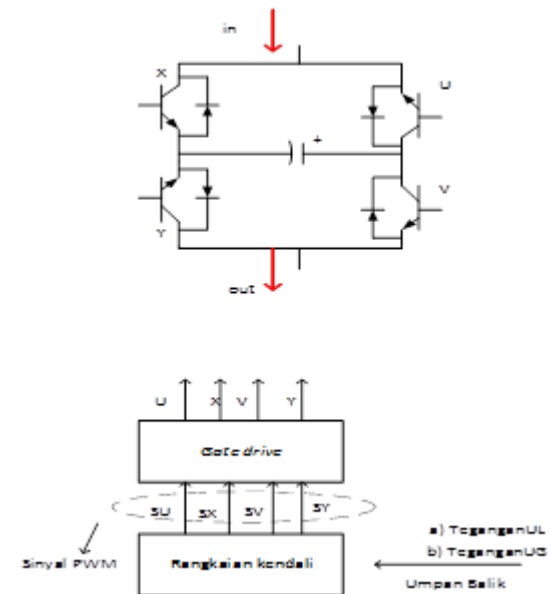 in
X
U
+
V
Y
out
U X V Y
Gate drive
SU SX SV SY
a) TeganganUL
b) TeganganUG
Sinyal PWM
Rangkaian kendali
Umpan Balik